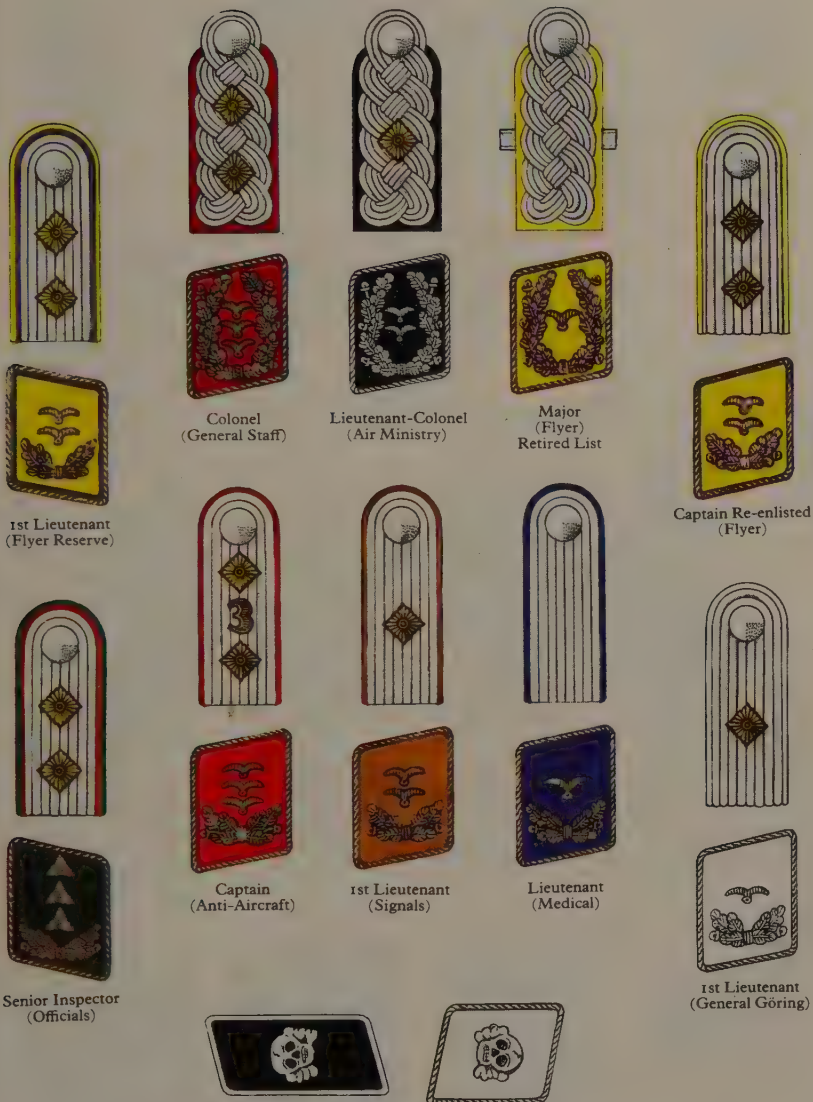 Colonel
(General Staff)
Lieutenant-Colonel
(Air Ministry)
Major
(Flyer)
Retired List
1st Lieutenant
(Flyer Reserve)
Captain Re-enlisted
(Flyer)
3
Captain
(Anti-Aircraft)
1st Lieutenant
(Signals)
Lieutenant
(Medical)
Senior Inspector
(Officials)
1st Lieutenant
(General Göring)